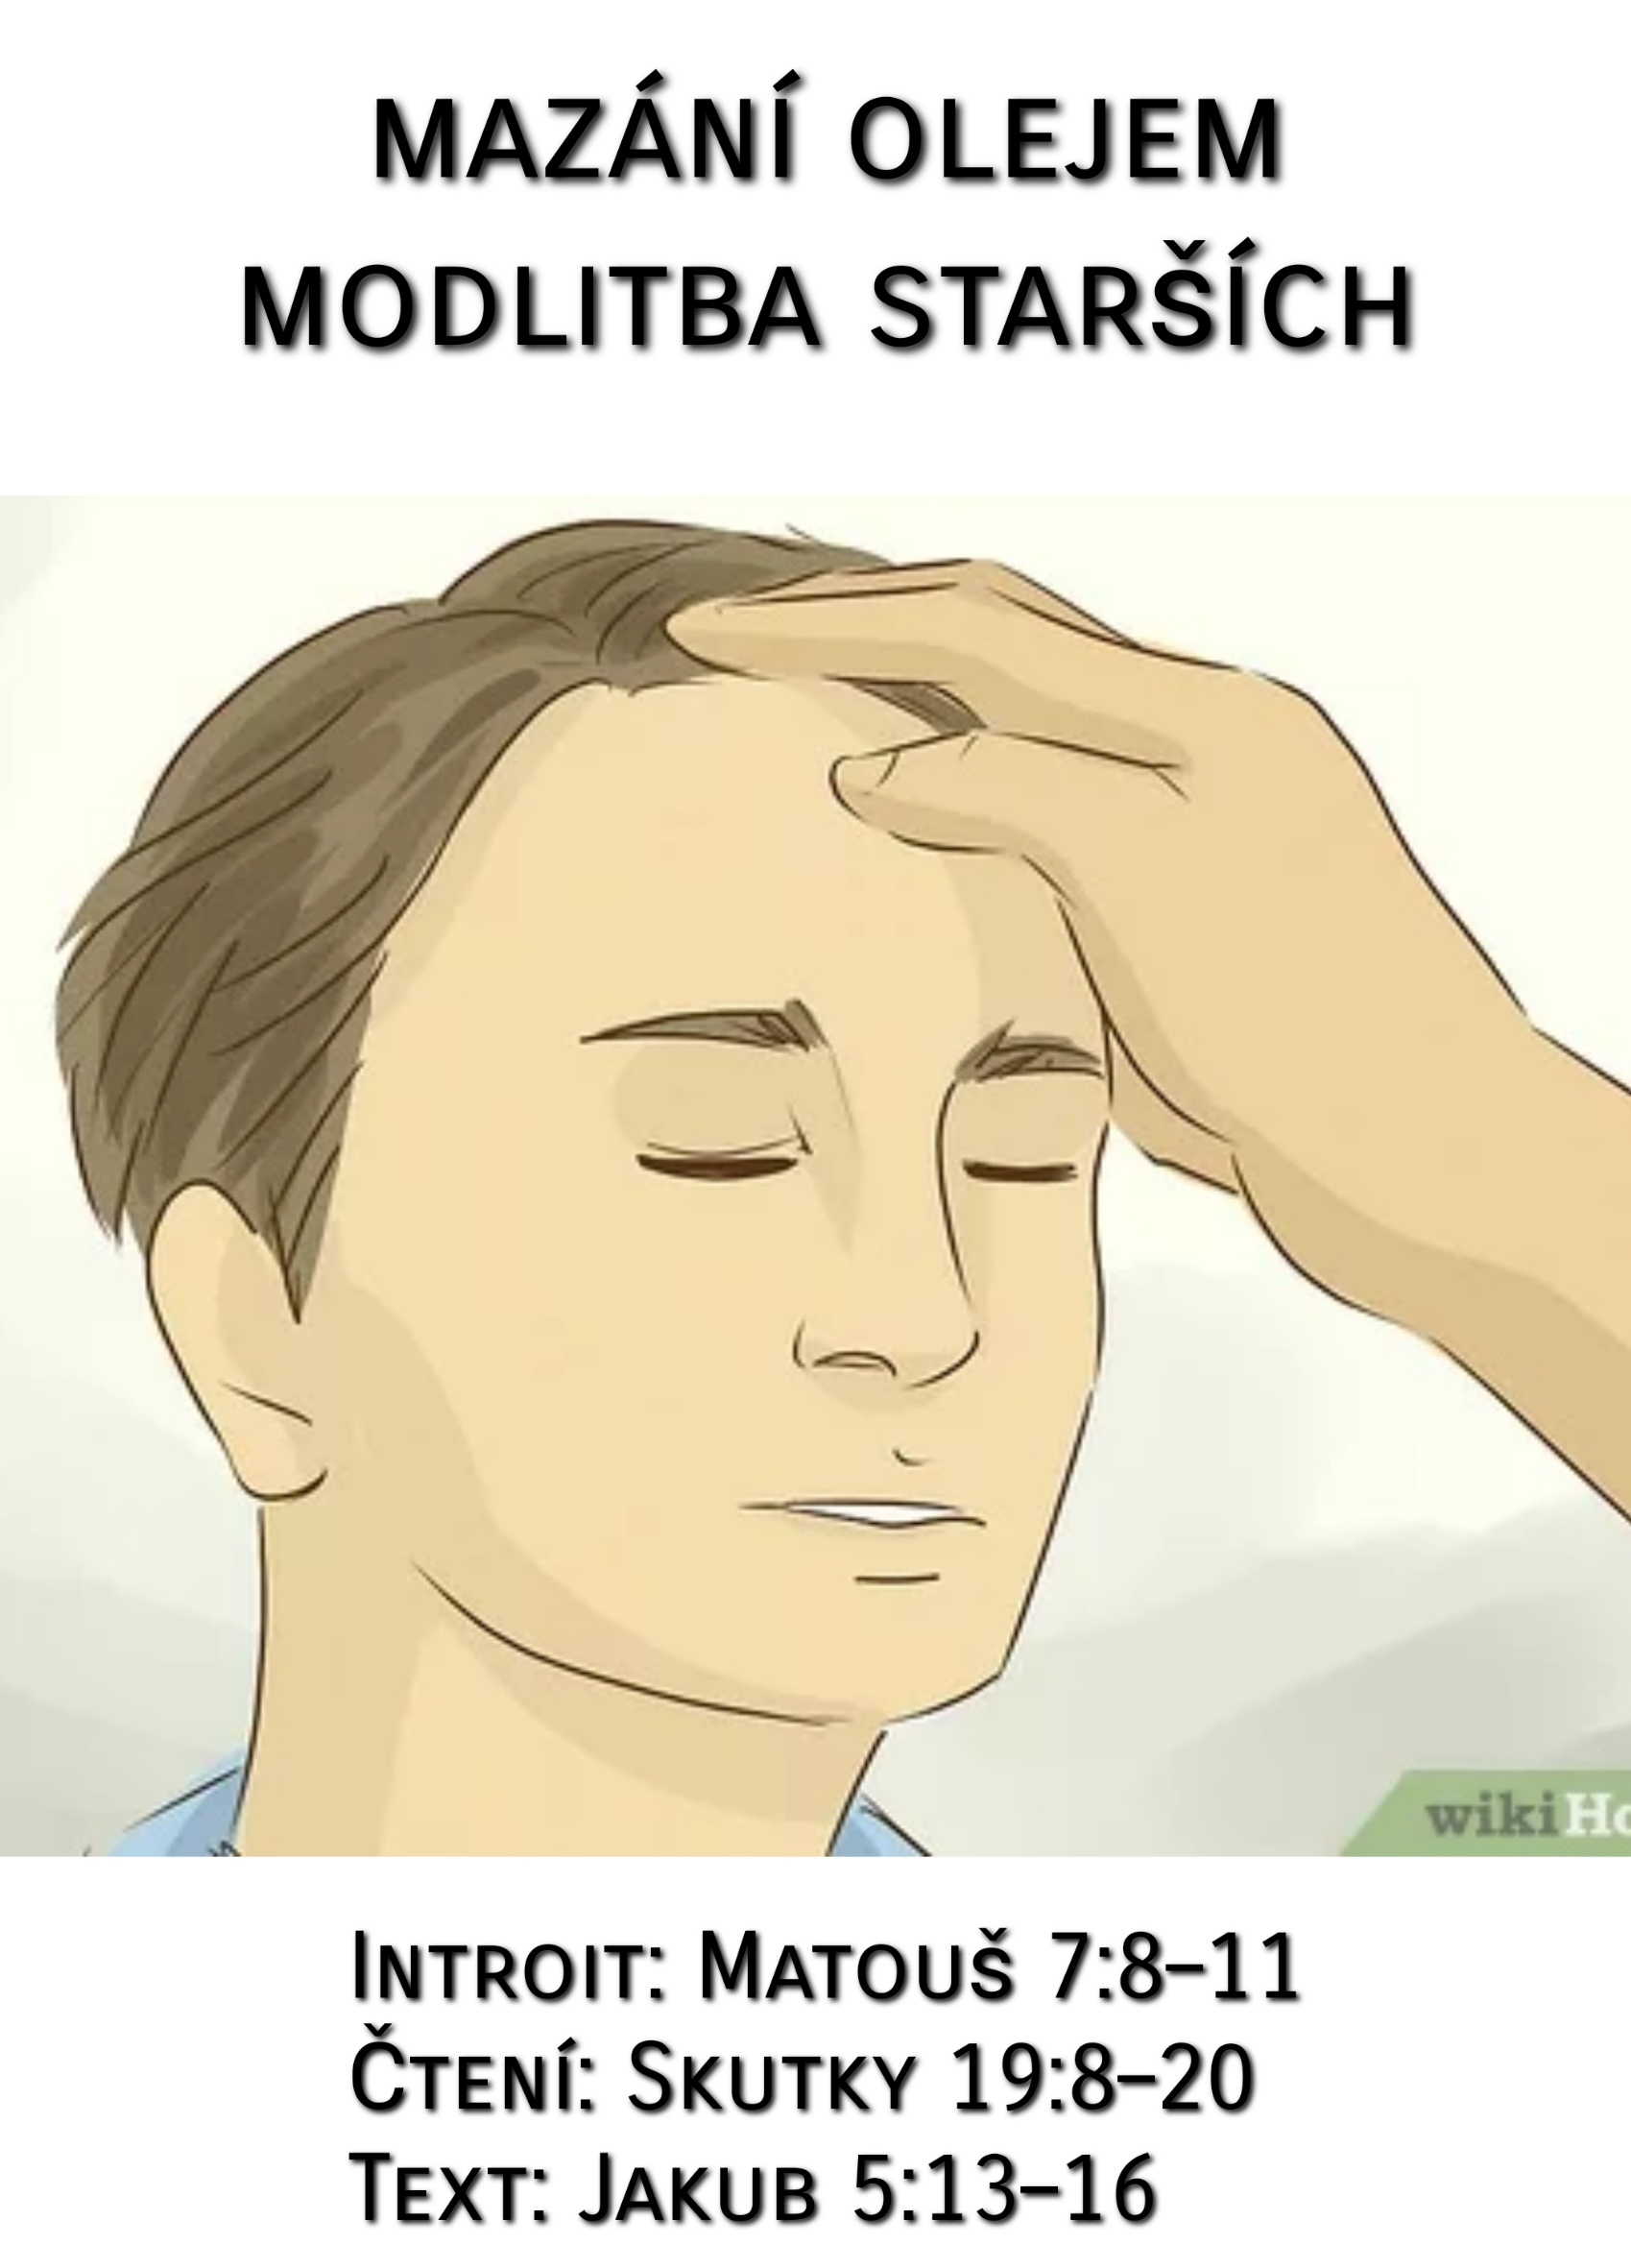 MAZÁNÍ OLEJEM
MODLITBA STARŠÍCH
wikiHo
INTROIT: MATOUŠ 7:8–11
ČTENÍ: SKUTKY 19:8–20
TEXT: JAKUB 5:13–16